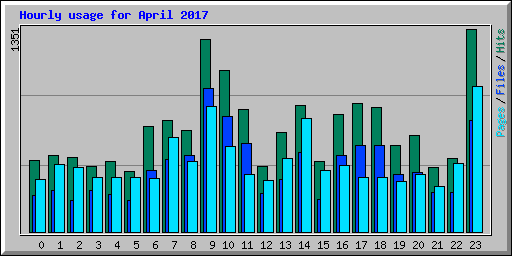 Hourly usage for April 2017
1351
Pages / Files / Hits
0 1 2 3 4 5 6 7 8 9 10 11 12 13 14 15 16 17 18 19 20 21 22 23